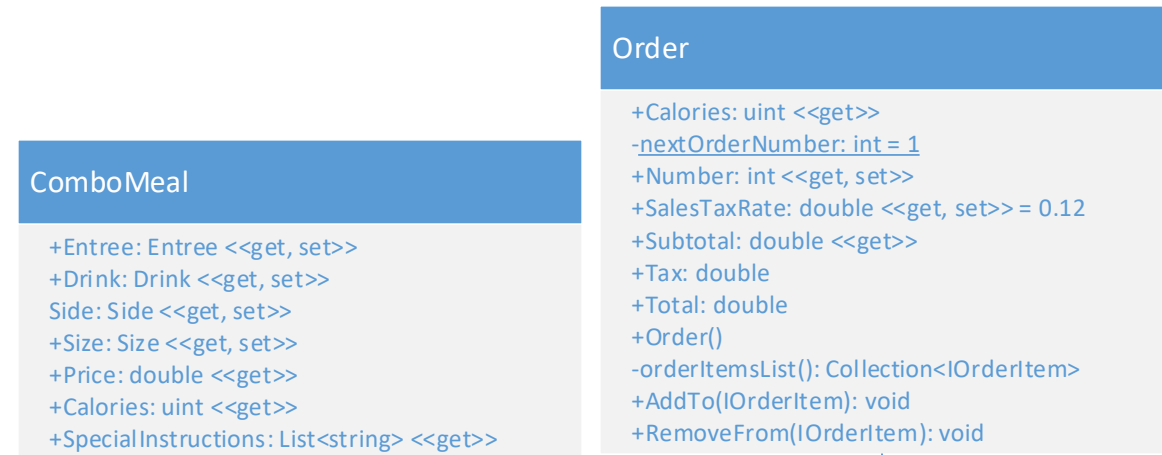 Order
+Calories: uint <<get>>
-nextOrderNumber: int = 1
+Number: int <<get, set>>
+SalesTaxRate: double <<get, set>> = 0.12
+Subtotal: double <<get>>
+Tax: double
+Total: double
+Order()
-orderItemsList(): Collection<IOrderItem>
+AddTo(IOrderItem): void
+RemoveFrom(IOrderItem): void
ComboMeal
+Entree: Entree <<get, set>>
+Drink: Drink <<get, set>>
Side: Side <<get, set>>
+Size: Size <<get, set>>
+Price: double <<get>>
+Calories: uint <<get>>
+SpecialInstructions: List<string> <<get>>